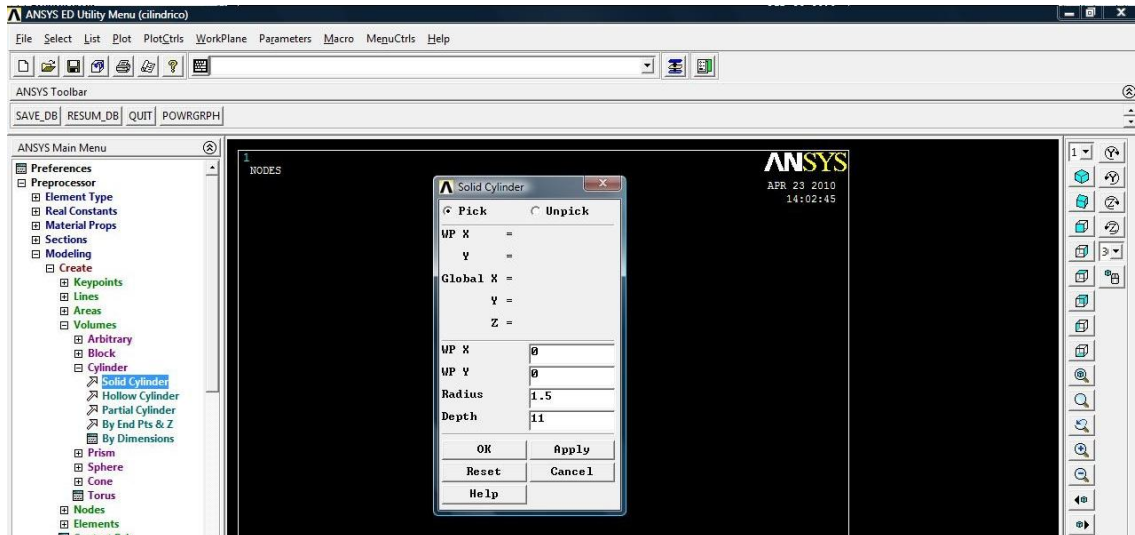 ANSYS ED Utility Menu (cilindrico)
File Select List Plot PlotCtrls WorkPlane Parameters Macro MenuCtrls Help
ANSYS Toolbar
SAVE_DB RESUM_DB QUIT POWRGRPH
ANSYS Main Menu
Preferences
Preprocessor
Element Type
Real Constants
Material Props
Sections
Modeling
Create
Keypoints
Lines
Areas
Volumes
Arbitrary
Block
Cylinder
Solid Cylinder
Hollow Cylinder
Partial Cylinder
By End Pts & Z
By Dimensions
Prism
Sphere
Cone
Torus
Nodes
Elements
1
NODES
ANSYS
APR 23 2010
14:02:45
Solid Cylinder
Pick Unpick
WP X =
Y =
Global X =
Y =
Z =
WP X 0
WP Y 0
Radius 1.5
Depth 11
OK Apply
Reset Cancel
Help
1
3